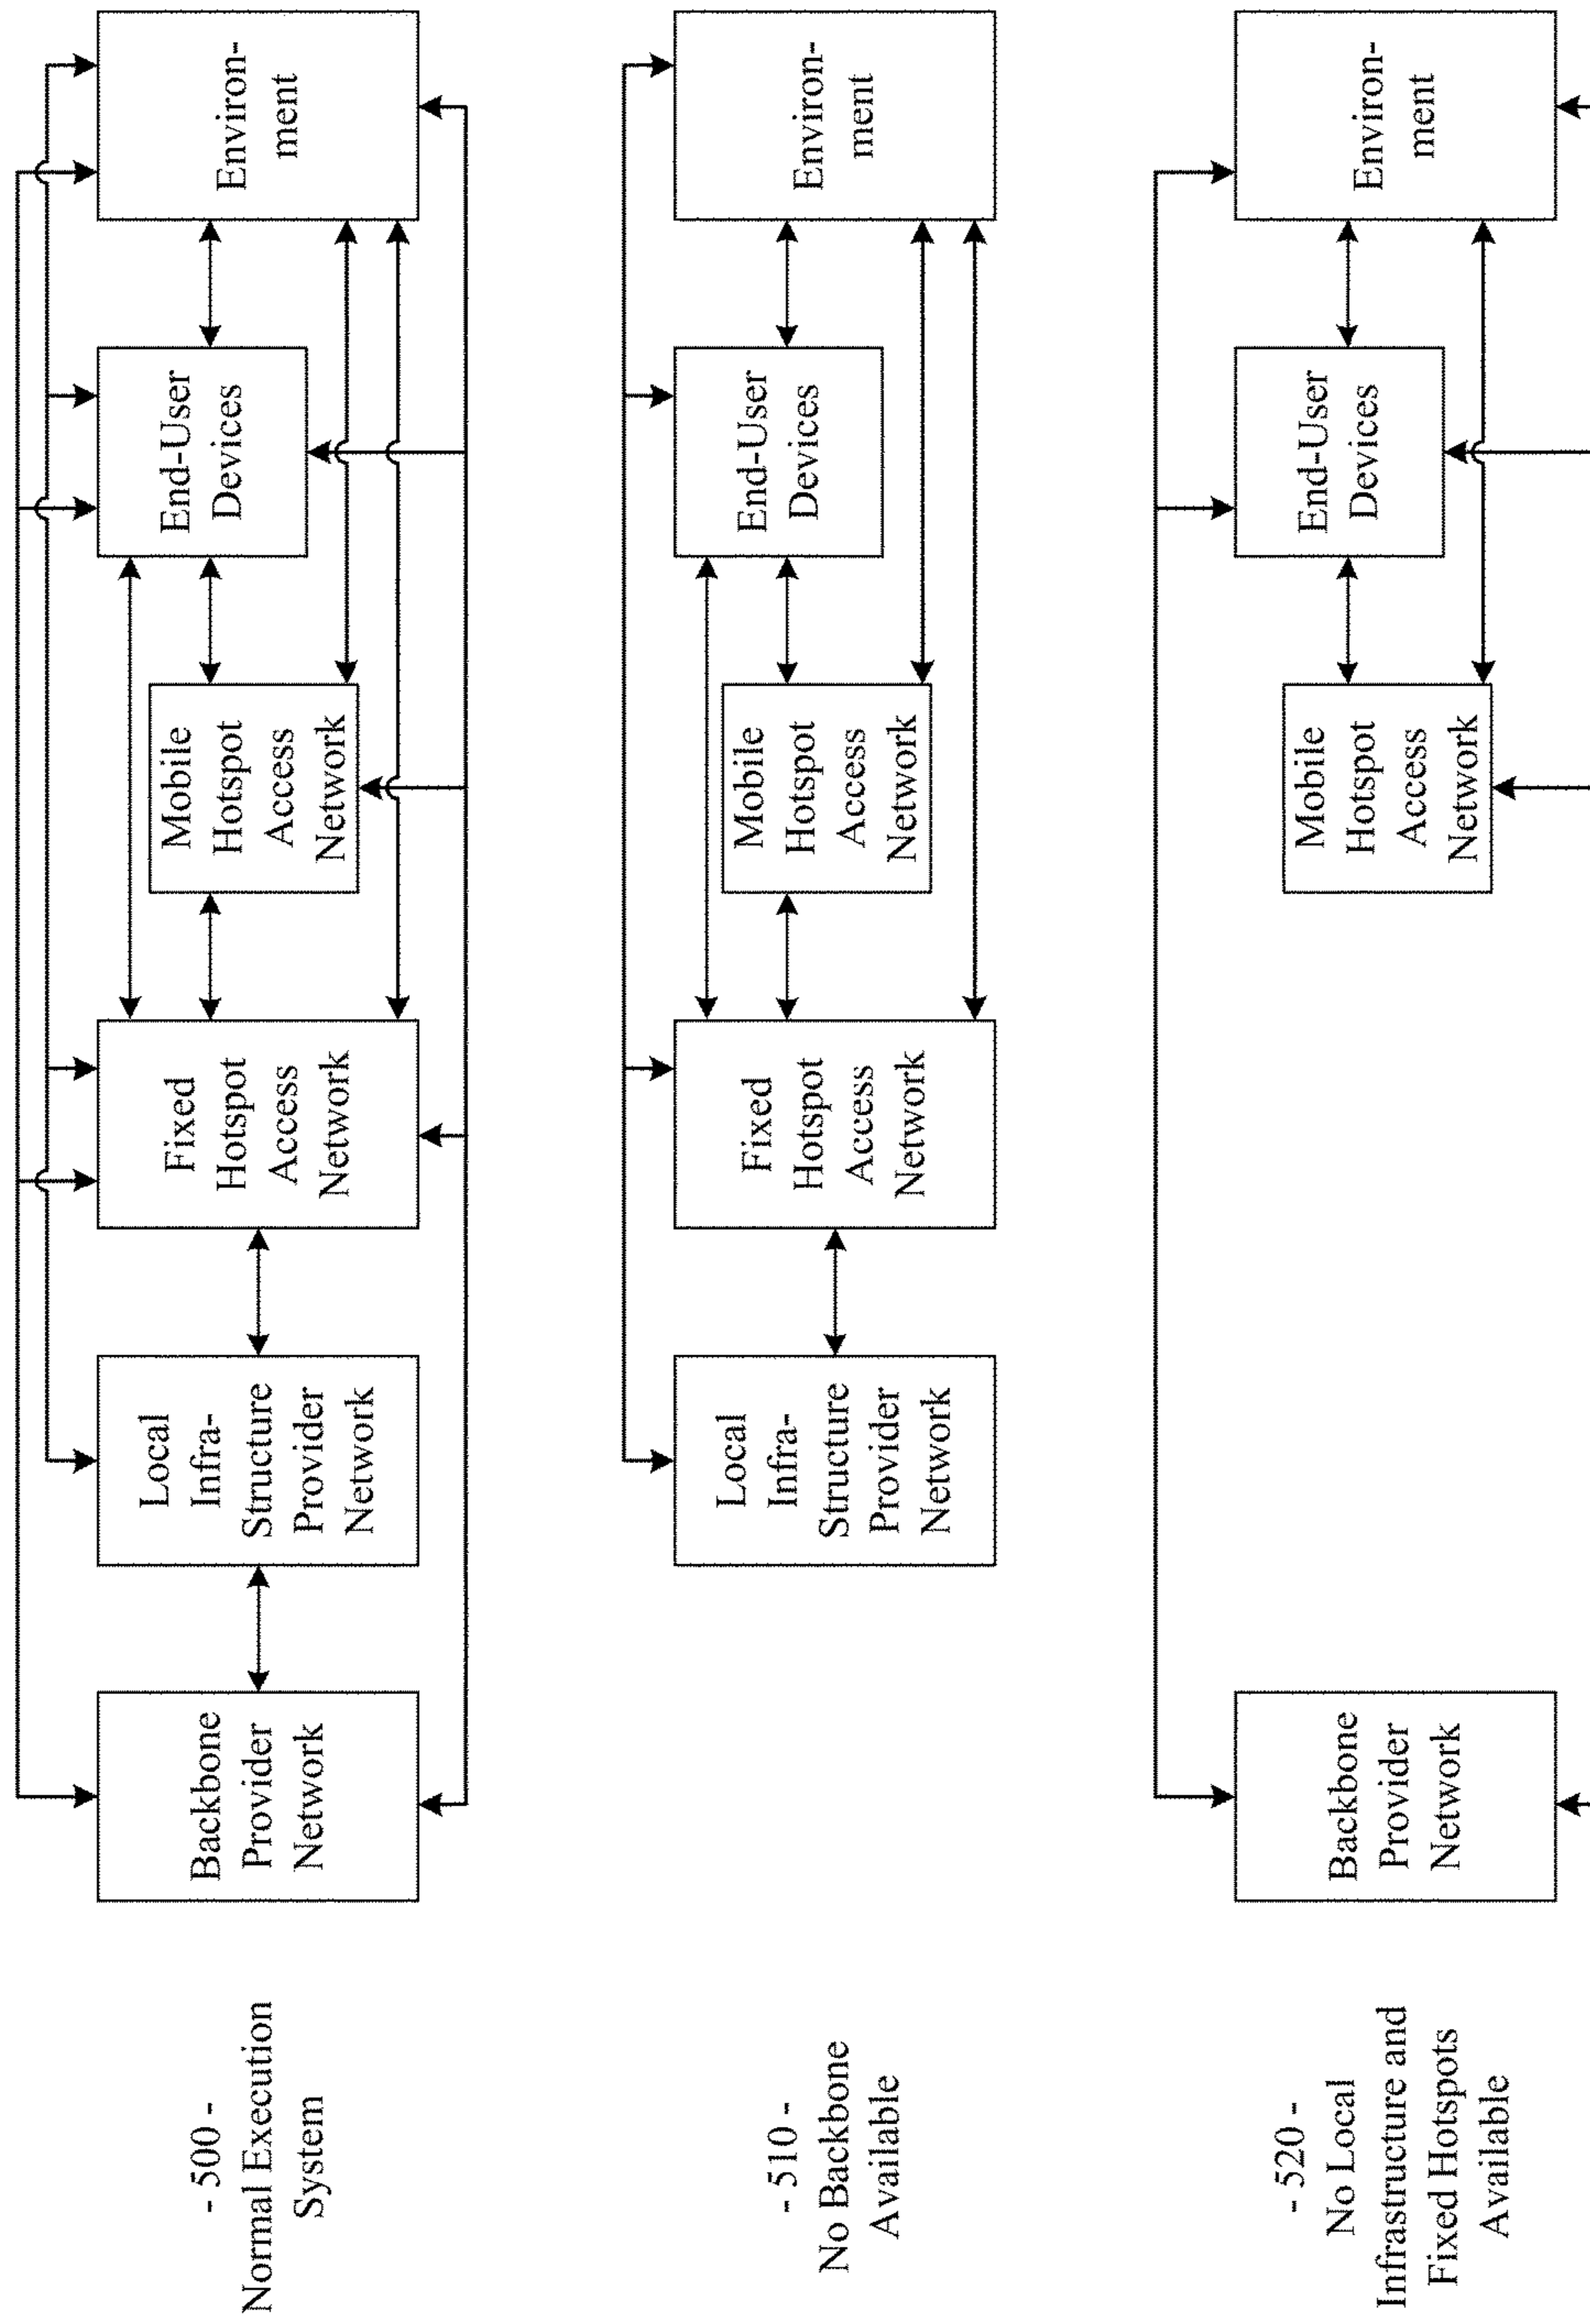 - 500 -
Normal Execution
System
Backbone
Provider
Network
Local
Infra-
Structure
Provider
Network
Fixed
Hotspot
Access
Network
Mobile
Hotspot
Access
Network
End-User
Devices
Environ-
ment
- 510 -
No Backbone
Available
Local
Infra-
Structure
Provider
Network
Fixed
Hotspot
Access
Network
Mobile
Hotspot
Access
Network
End-User
Devices
Environ-
ment
- 520 -
No Local
Infrastructure and
Fixed Hotspots
Available
Backbone
Provider
Network
Mobile
Hotspot
Access
Network
End-User
Devices
Environ-
ment